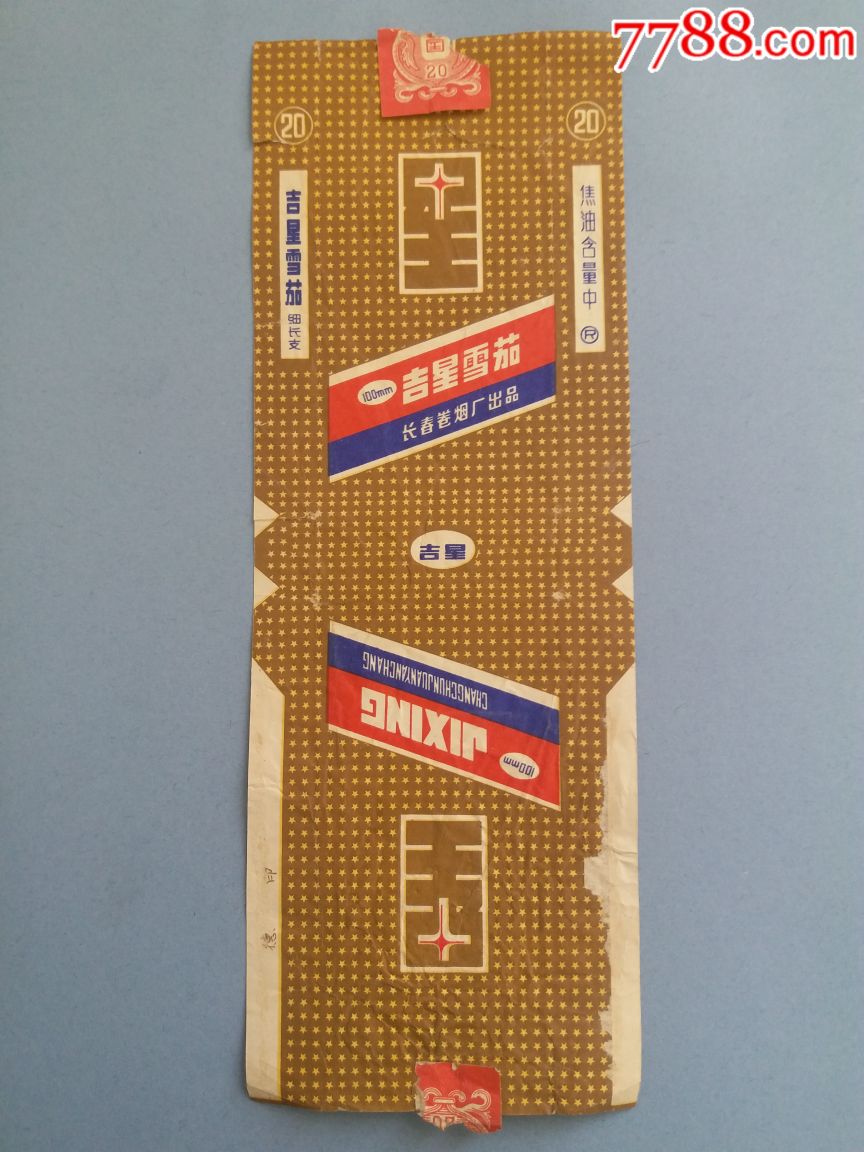 7788.com
20
20
20
吉星雪茄 细长支
焦油含量中 R
100mm 吉星雪茄
长春卷烟厂出品
吉星
CHANGCHUNJUANYANCHANG
JIXING
100mm